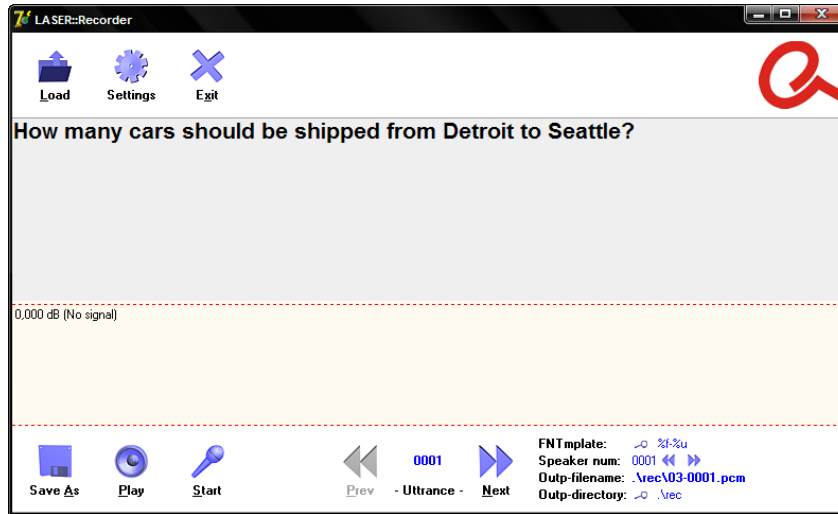 LASER::Recorder
Load Settings Exit
How many cars should be shipped from Detroit to Seattle?
0,000 dB (No signal)
Save As Play Start
Prev
0001
- Uttrance -
Next
FNTmplate: %f-%u
Speaker num: 0001
Outp-filename: .\rec\03-0001.pcm
Outp-directory: .\rec